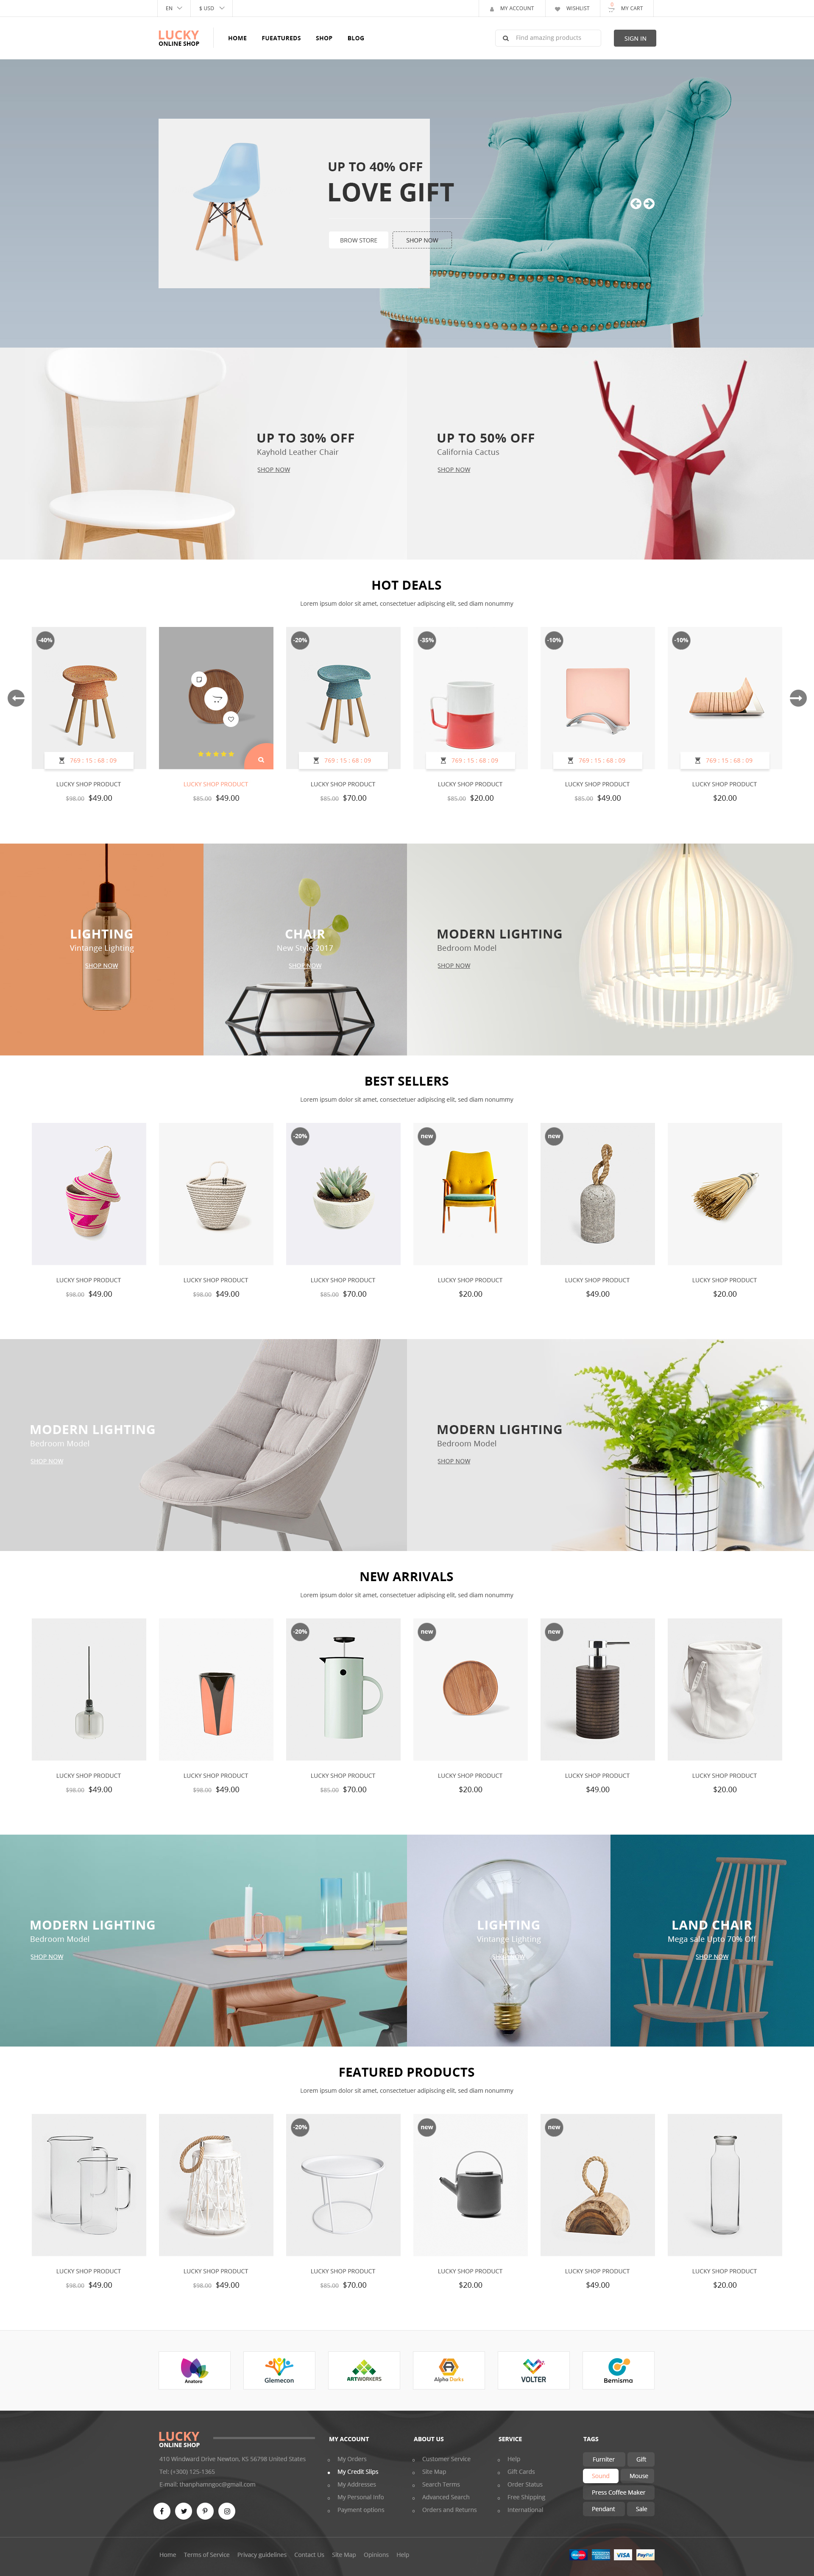 EN $ USD MY ACCOUNT WISHLIST MY CART
LUCKY
ONLINE SHOP
HOME FUEATUREDS SHOP BLOG
Find amazing products
SIGN IN
UP TO 40% OFF
LOVE GIFT
BROW STORE SHOP NOW
UP TO 30% OFF
Kayhold Leather Chair
SHOP NOW
UP TO 50% OFF
California Cactus
SHOP NOW
HOT DEALS
Lorem ipsum dolor sit amet, consectetuer adipiscing elit, sed diam nonummy
-40% -20% -35% -10% -10%
769 : 15 : 68 : 09 769 : 15 : 68 : 09 769 : 15 : 68 : 09 769 : 15 : 68 : 09 769 : 15 : 68 : 09
LUCKY SHOP PRODUCT LUCKY SHOP PRODUCT LUCKY SHOP PRODUCT LUCKY SHOP PRODUCT LUCKY SHOP PRODUCT LUCKY SHOP PRODUCT
$98.00 $49.00 $85.00 $49.00 $85.00 $70.00 $85.00 $20.00 $85.00 $49.00 $20.00
LIGHTING
Vintange Lighting
SHOP NOW
CHAIR
New Style 2017
SHOP NOW
MODERN LIGHTING
Bedroom Model
SHOP NOW
BEST SELLERS
Lorem ipsum dolor sit amet, consectetuer adipiscing elit, sed diam nonummy
-20% new new
LUCKY SHOP PRODUCT LUCKY SHOP PRODUCT LUCKY SHOP PRODUCT LUCKY SHOP PRODUCT LUCKY SHOP PRODUCT LUCKY SHOP PRODUCT
$98.00 $49.00 $98.00 $49.00 $85.00 $70.00 $20.00 $49.00 $20.00
MODERN LIGHTING
Bedroom Model
SHOP NOW
MODERN LIGHTING
Bedroom Model
SHOP NOW
NEW ARRIVALS
Lorem ipsum dolor sit amet, consectetuer adipiscing elit, sed diam nonummy
-20% new new
LUCKY SHOP PRODUCT LUCKY SHOP PRODUCT LUCKY SHOP PRODUCT LUCKY SHOP PRODUCT LUCKY SHOP PRODUCT LUCKY SHOP PRODUCT
$98.00 $49.00 $98.00 $49.00 $85.00 $70.00 $20.00 $49.00 $20.00
MODERN LIGHTING
Bedroom Model
SHOP NOW
LIGHTING
Vintange Lighting
SHOP NOW
LAND CHAIR
Mega sale Upto 70% Off
SHOP NOW
FEATURED PRODUCTS
Lorem ipsum dolor sit amet, consectetuer adipiscing elit, sed diam nonummy
-20% new new
LUCKY SHOP PRODUCT LUCKY SHOP PRODUCT LUCKY SHOP PRODUCT LUCKY SHOP PRODUCT LUCKY SHOP PRODUCT LUCKY SHOP PRODUCT
$98.00 $49.00 $98.00 $49.00 $85.00 $70.00 $20.00 $49.00 $20.00
Anatora Glemecon ARTWORKERS Alpha Darks VOLTER Bemisma
LUCKY
ONLINE SHOP
410 Windward Drive Newton, KS 56798 United States
Tel: (+300) 125-1365
E-mail: thanphamngoc@gmail.com
MY ACCOUNT
My Orders
My Credit Slips
My Addresses
My Personal Info
Payment options
ABOUT US
Customer Service
Site Map
Search Terms
Advanced Search
Orders and Returns
SERVICE
Help
Gift Cards
Order Status
Free Shipping
International
TAGS
Furniter Gift
Sound Mouse
Press Coffee Maker
Pendant Sale
Home Terms of Service Privacy guidelines Contact Us Site Map Opinions Help
VISA PayPal